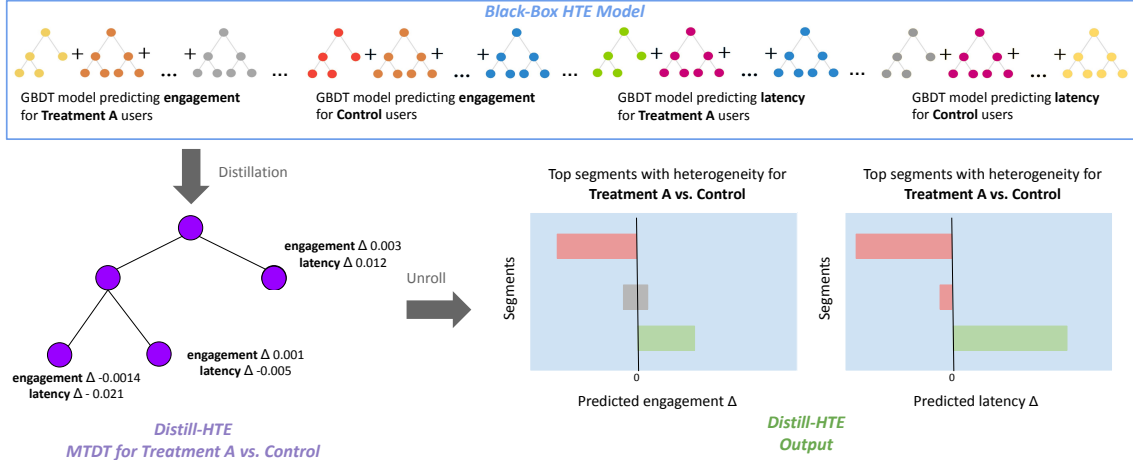 Black-Box HTE Model
+ + + ... ... + + + ... ... + + + ... ... + + + ...
GBDT model predicting engagement
for Treatment A users
GBDT model predicting engagement
for Control users
GBDT model predicting latency
for Treatment A users
GBDT model predicting latency
for Control users
Distillation
engagement Δ 0.003
latency Δ 0.012
engagement Δ 0.001
latency Δ -0.005
engagement Δ -0.0014
latency Δ - 0.021
Distill-HTE
MTDT for Treatment A vs. Control
Unroll
Top segments with heterogeneity for
Treatment A vs. Control
Segments
0
Predicted engagement Δ
Top segments with heterogeneity for
Treatment A vs. Control
Segments
0
Predicted latency Δ
Distill-HTE
Output